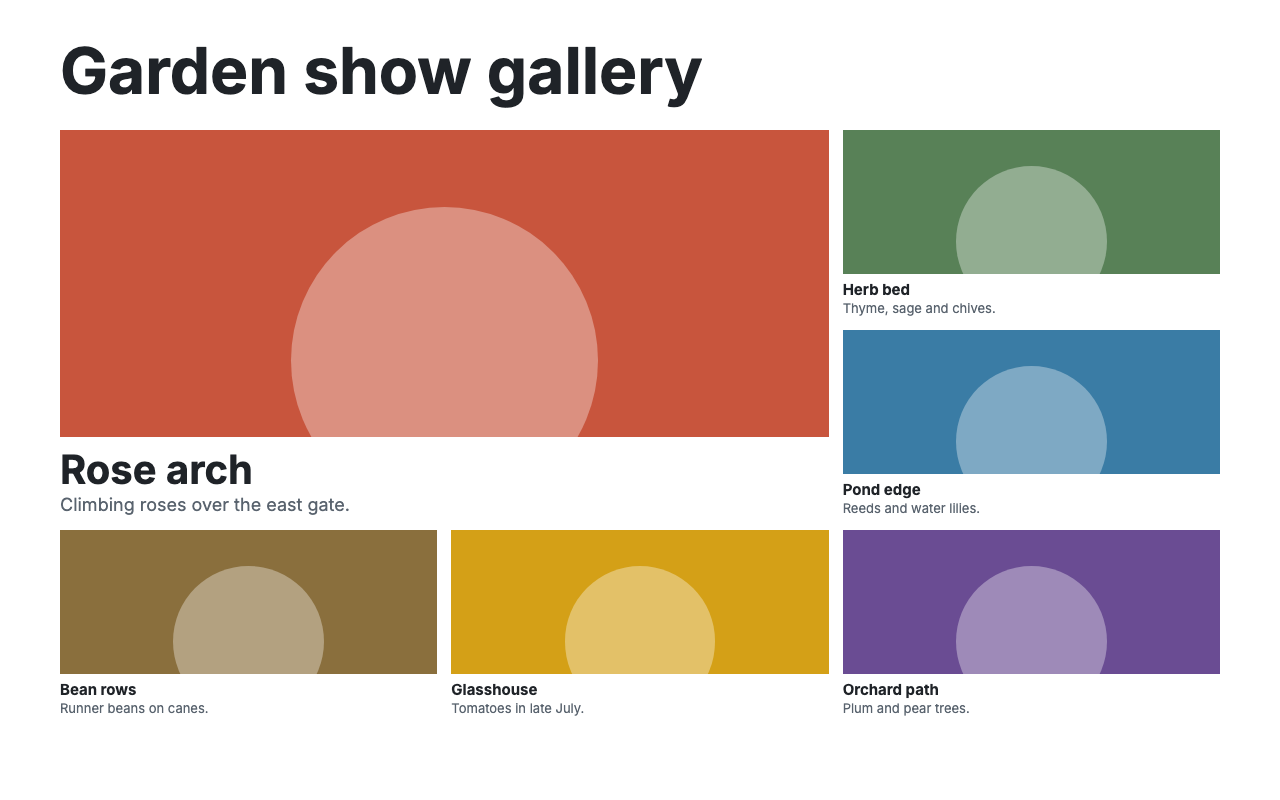 Garden show gallery
Rose arch
Climbing roses over the east gate.
Herb bed
Thyme, sage and chives.
Pond edge
Reeds and water lilies.
Bean rows
Runner beans on canes.
Glasshouse
Tomatoes in late July.
Orchard path
Plum and pear trees.